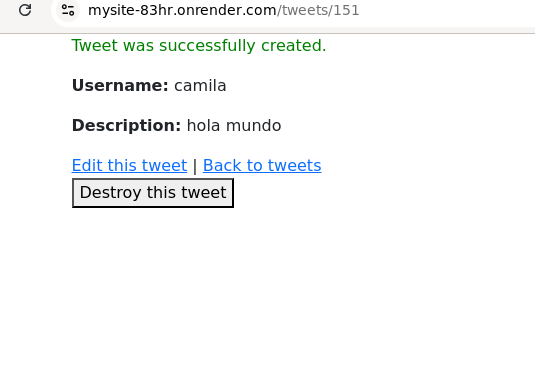 mysite-83hr.onrender.com/tweets/151
Tweet was successfully created.
Username: camila
Description: hola mundo
Edit this tweet | Back to tweets
Destroy this tweet